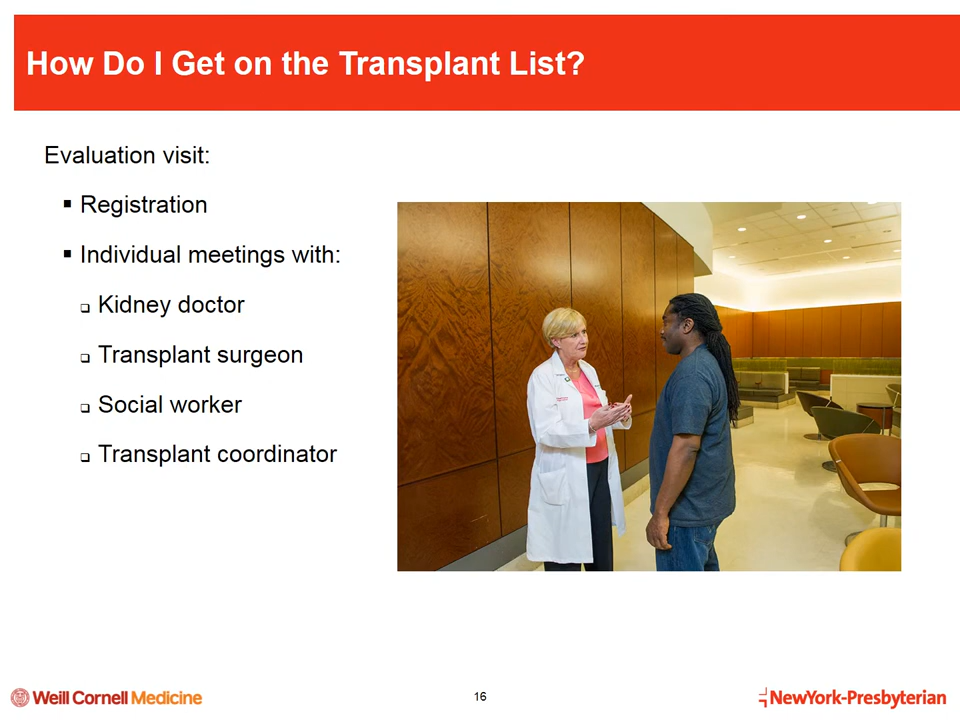 How Do I Get on the Transplant List?
Evaluation visit:
▪ Registration
▪ Individual meetings with:
❑ Kidney doctor
❑ Transplant surgeon
❑ Social worker
❑ Transplant coordinator
Weill Cornell Medicine
16
NewYork-Presbyterian